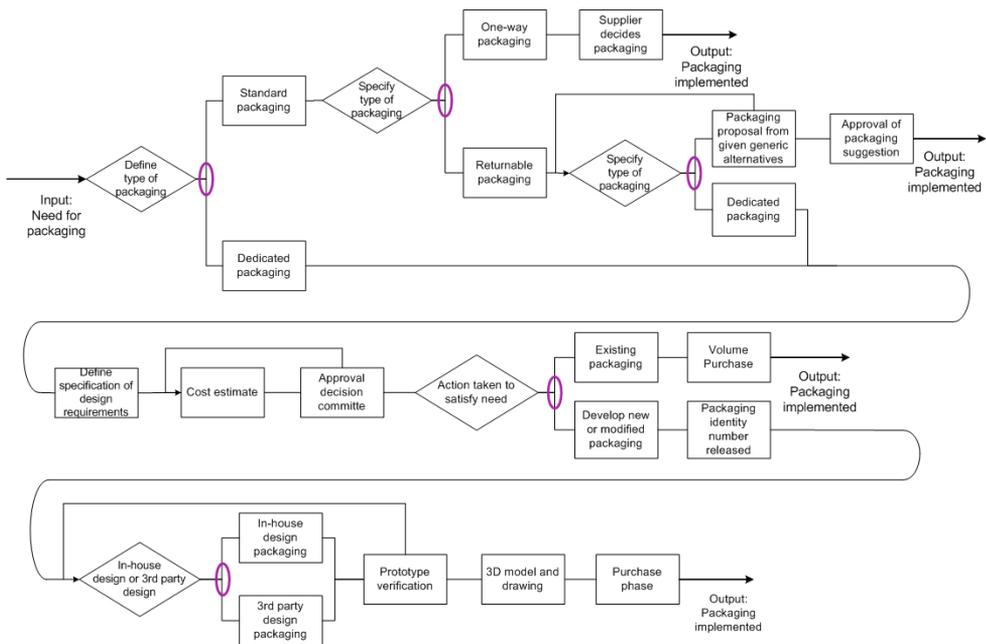 One-way
packaging
Supplier
decides
packaging
Output:
Packaging
implemented
Standard
packaging
Specify
type of
packaging
Packaging
proposal from
given generic
alternatives
Approval of
packaging
suggestion
Output:
Packaging
implemented
Define
type of
packaging
Returnable
packaging
Specify
type of
packaging
Input:
Need for
packaging
Dedicated
packaging
Dedicated
packaging
Define
specification of
design
requirements
Cost estimate
Approval
decision
committe
Action taken to
satisfy need
Existing
packaging
Volume
Purchase
Output:
Packaging
implemented
Develop new
or modified
packaging
Packaging
identity
number
released
In-house
design or 3rd party
design
In-house
design
packaging
3rd party
design
packaging
Prototype
verification
3D model and
drawing
Purchase
phase
Output:
Packaging
implemented